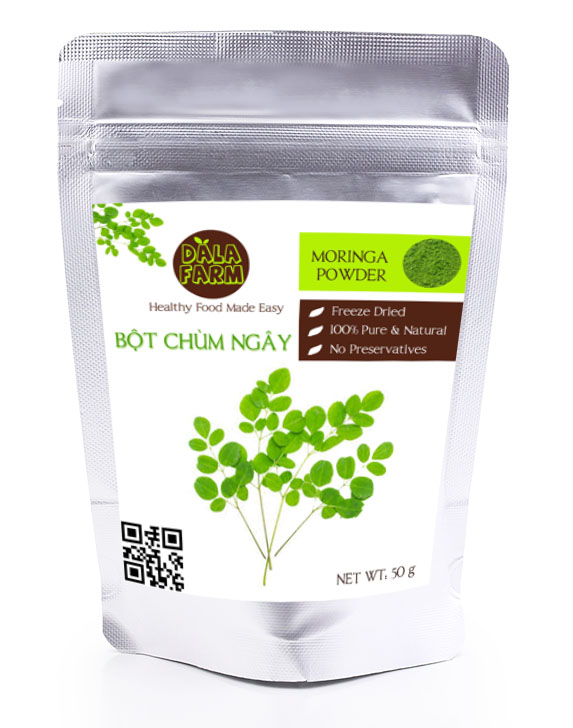 DALA
FARM
Healthy Food Made Easy
BỘT CHÙM NGÂY
MORINGA
POWDER
Freeze Dried
100% Pure & Natural
No Preservatives
NET WT: 50 g